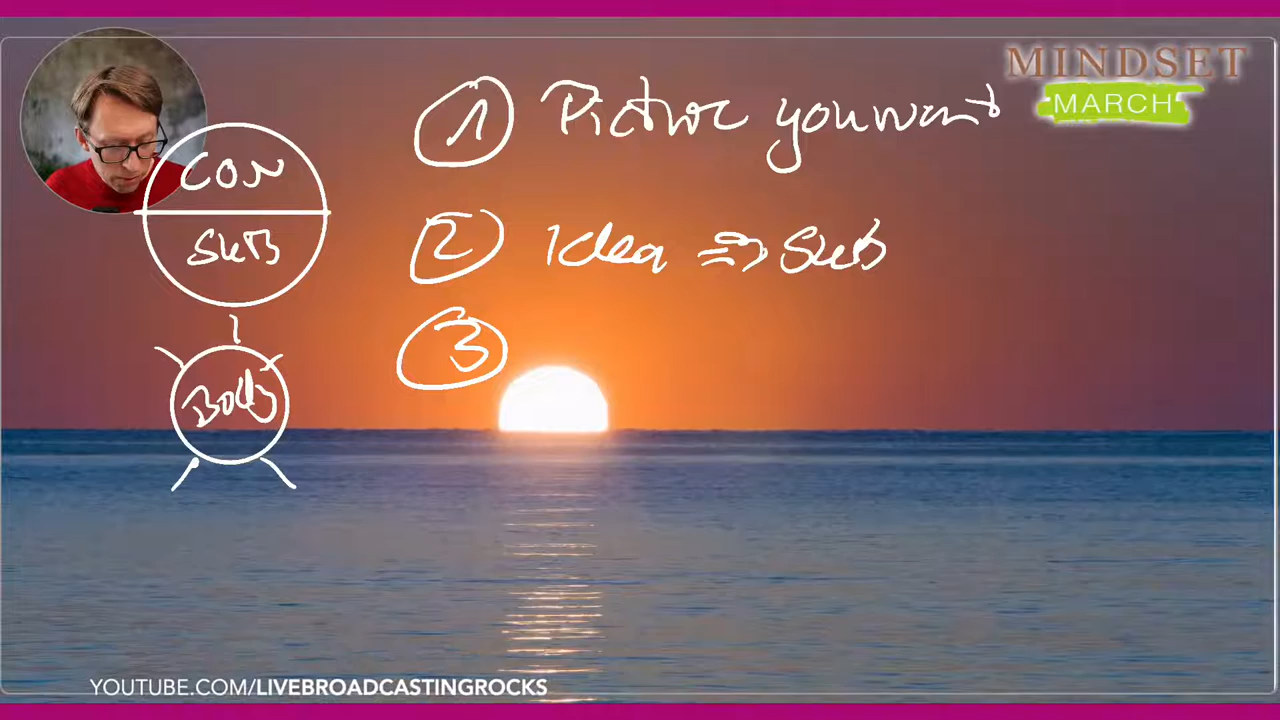 MINDSET
MARCH
CON
SUB
Body
1 Picture you want
2 Idea ⇒ Sub
3
YOUTUBE.COM/LIVEBROADCASTINGROCKS